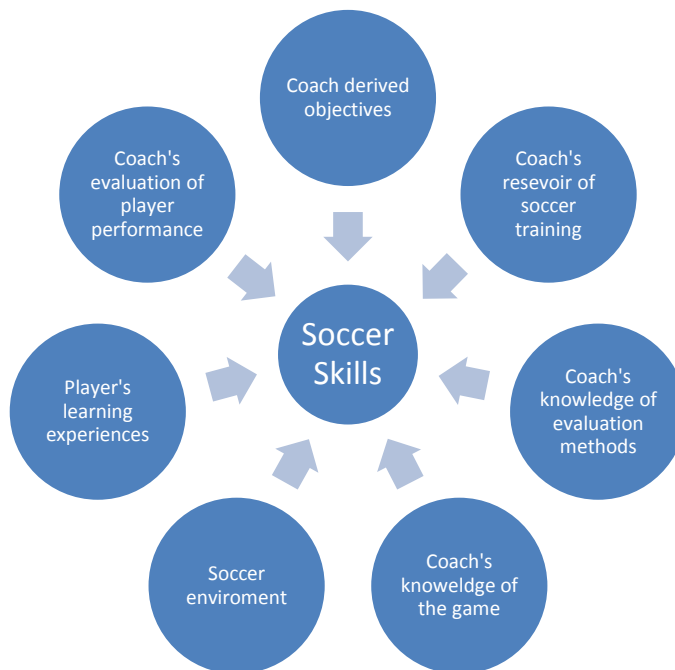 Coach derived
objectives
Coach's
resevoir of
soccer
training
Coach's
knowledge of
evaluation
methods
Coach's
knoweldge of
the game
Soccer
enviroment
Player's
learning
experiences
Coach's
evaluation of
player
performance
Soccer
Skills